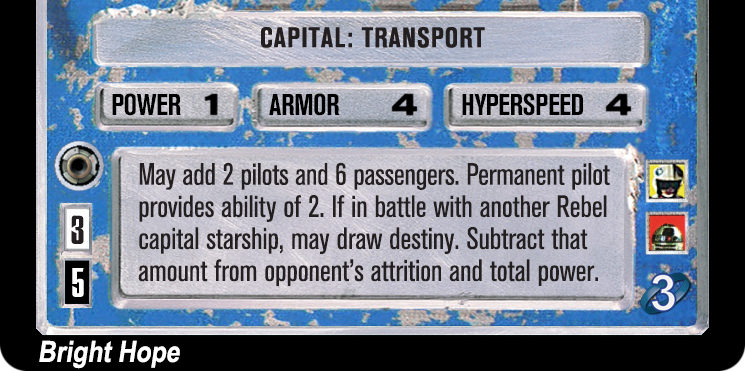 CAPITAL: TRANSPORT
POWER 1 ARMOR 4 HYPERSPEED 4
May add 2 pilots and 6 passengers. Permanent pilot
provides ability of 2. If in battle with another Rebel
capital starship, may draw destiny. Subtract that
amount from opponent's attrition and total power.
3
5
3
Bright Hope